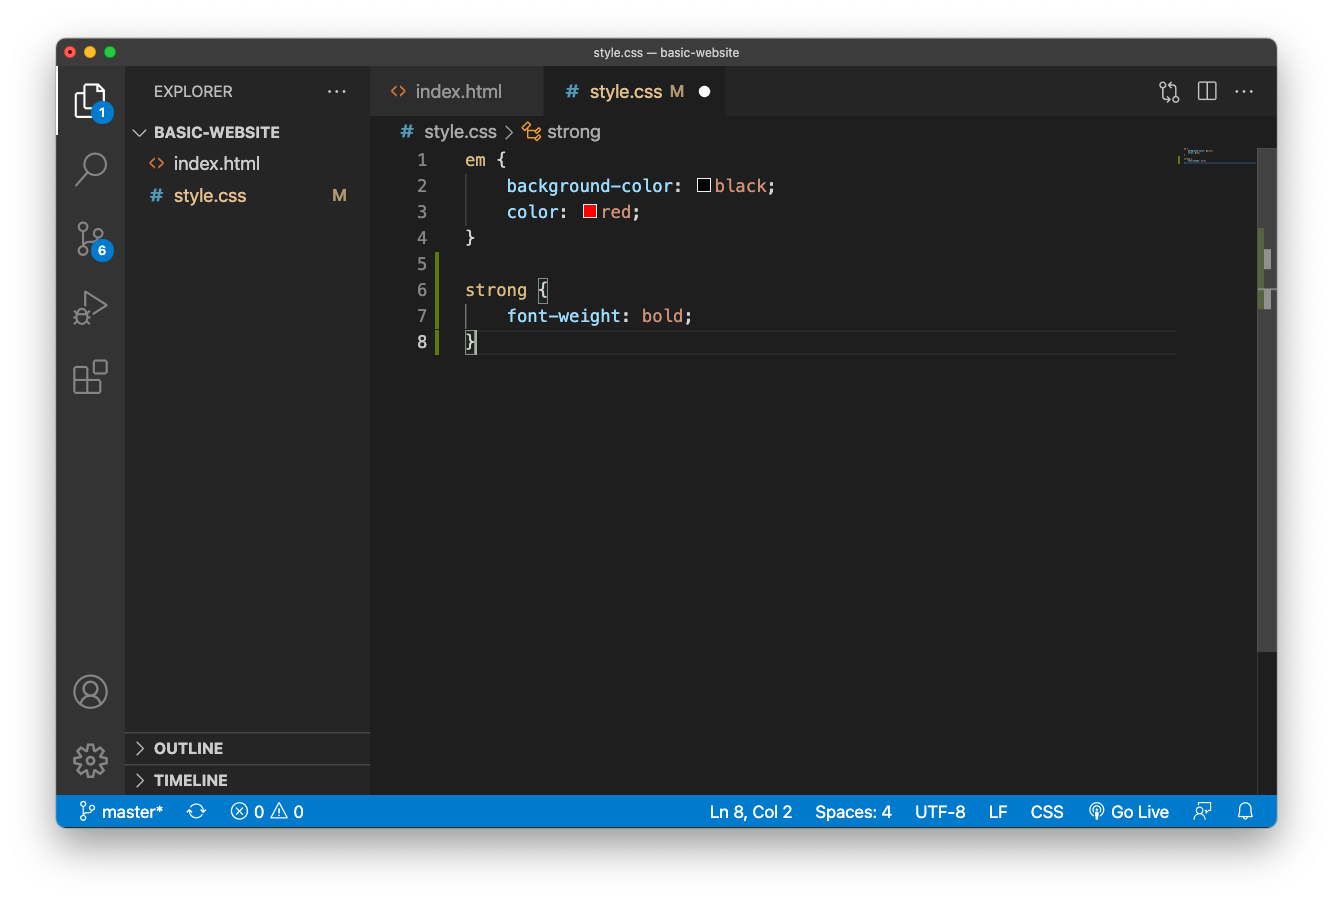 style.css — basic-website
EXPLORER
index.html
style.css M
1
BASIC-WEBSITE
index.html
style.css M
6
style.css > strong
1 em {
2 background-color: black;
3 color: red;
4 }
5
6 strong {
7 font-weight: bold;
8 }
OUTLINE
TIMELINE
master* 0 0 Ln 8, Col 2 Spaces: 4 UTF-8 LF CSS Go Live